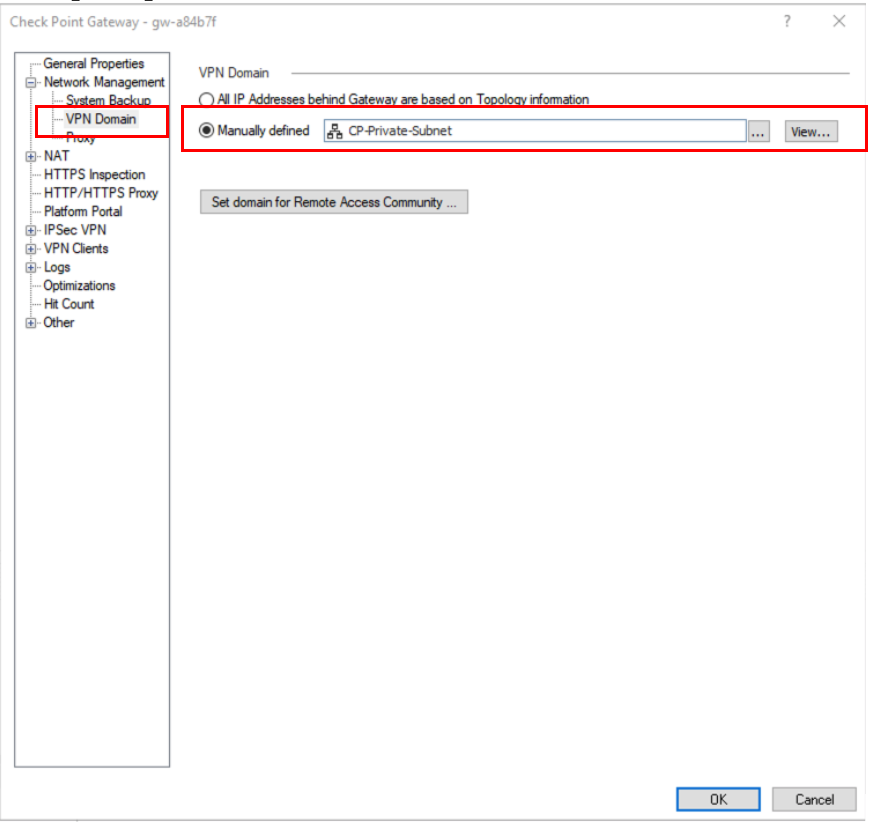 Check Point Gateway - gw-a84b7f
? ×
General Properties
Network Management
System Backup
VPN Domain
Proxy
NAT
HTTPS Inspection
HTTP/HTTPS Proxy
Platform Portal
IPSec VPN
VPN Clients
Logs
Optimizations
Hit Count
Other
VPN Domain
All IP Addresses behind Gateway are based on Topology information
Manually defined CP-Private-Subnet ... View...
Set domain for Remote Access Community ...
OK Cancel